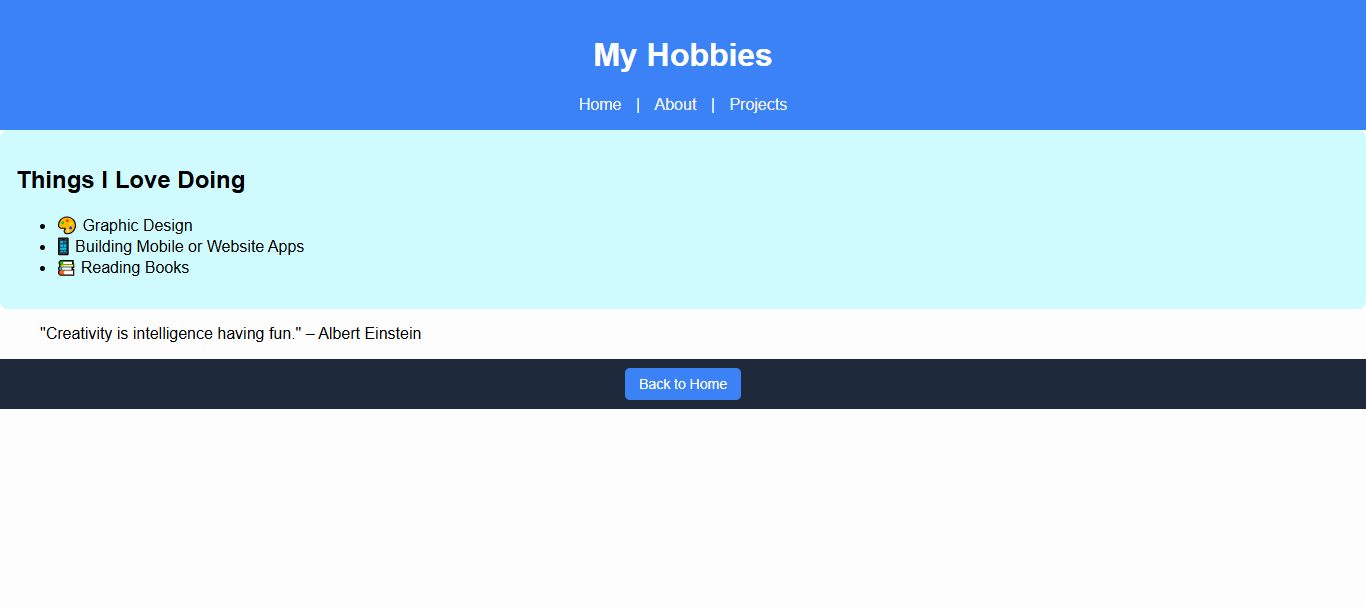 My Hobbies
Home | About | Projects
Things I Love Doing
• 🎨 Graphic Design
• 📱 Building Mobile or Website Apps
• 📚 Reading Books
"Creativity is intelligence having fun." – Albert Einstein
Back to Home